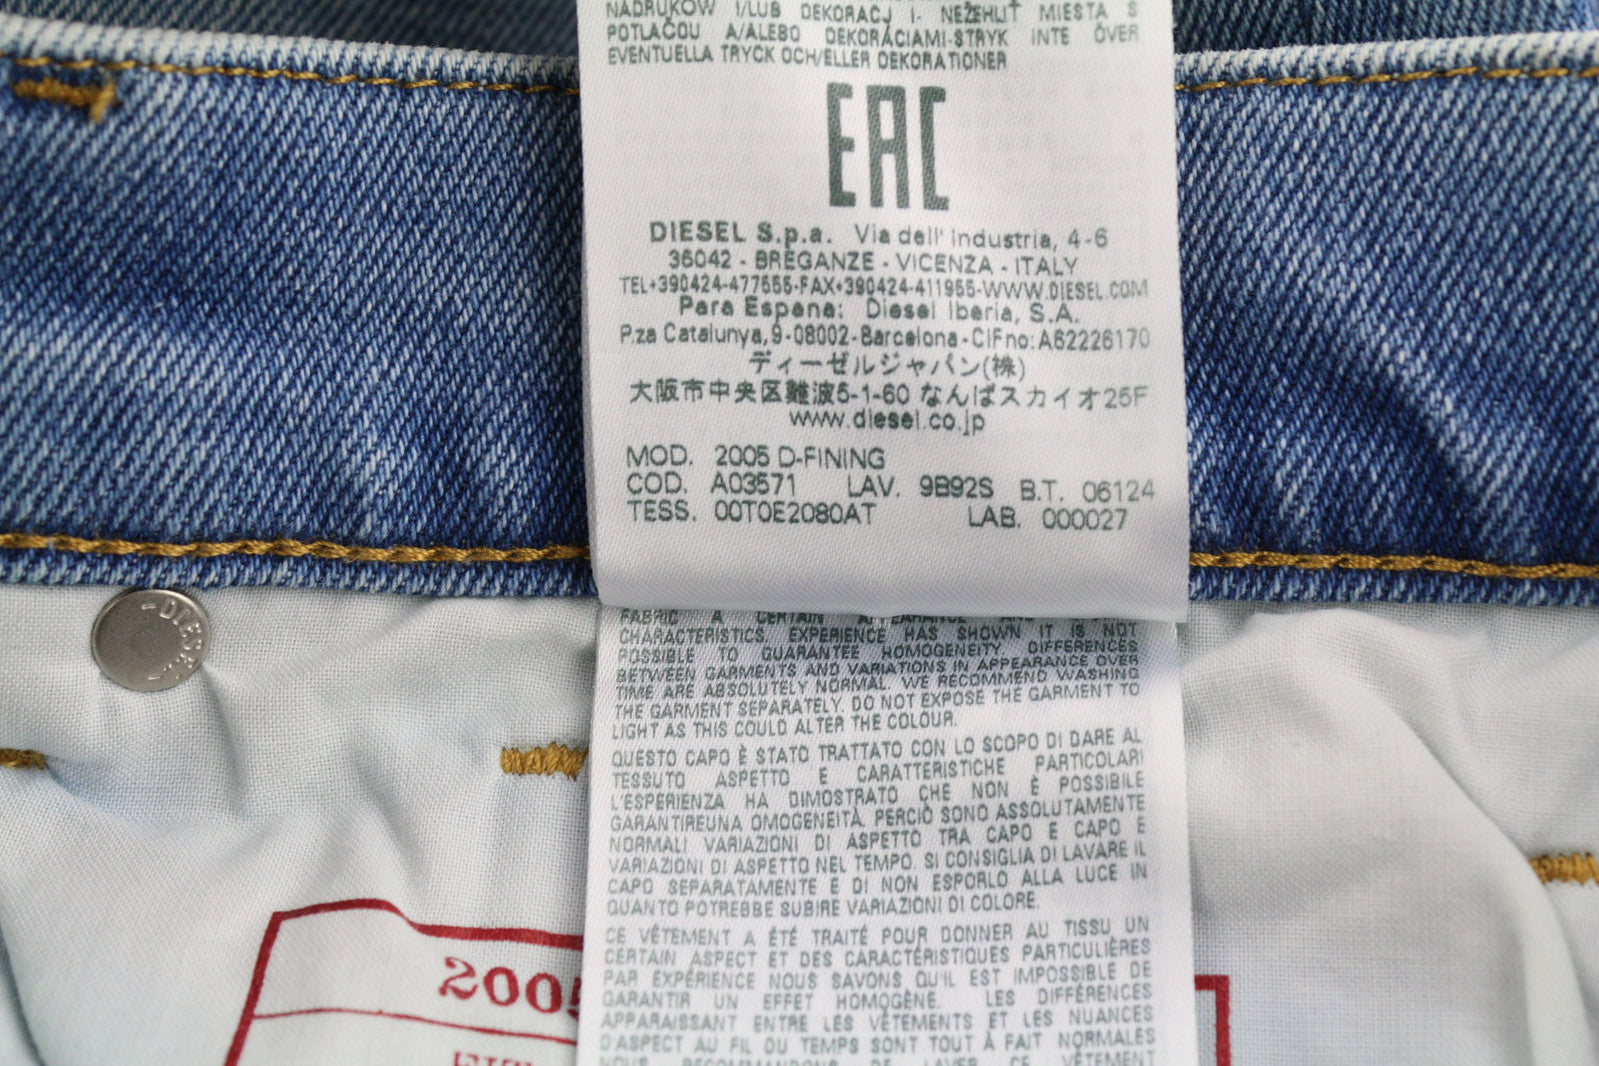 NADRUKÓW I/LUB DEKORACJ I- NEŽEHLIŤ MIESTA S
POTLAČOU A/ALEBO DEKORÁCIAMI-STRYK INTE ÖVER
EVENTUELLA TRYCK OCH/ELLER DEKORATIONER
EAC
DIESEL S.p.a. Via dell' Industria, 4-6
36042 - BREGANZE - VICENZA - ITALY
TEL+390424-477555-FAX+390424-411955-WWW.DIESEL.COM
Para Espana: Diesel Iberia, S.A.
P.za Catalunya,9-08002-Barcelona-CIFno:A62226170
ディーゼルジャパン(株)
大阪市中央区難波5-1-60 なんばスカイオ25F
www.diesel.co.jp
MOD. 2005 D-FINING
COD. A03571 LAV. 9B92S B.T. 06124
TESS. 00T0E2080AT LAB. 000027
-DIESEL-
FABRIC A CERTAIN APPEARANCE
CHARACTERISTICS. EXPERIENCE HAS SHOWN IT IS NOT
POSSIBLE TO GUARANTEE HOMOGENEITY. DIFFERENCES
BETWEEN GARMENTS AND VARIATIONS IN APPEARANCE OVER
TIME ARE ABSOLUTELY NORMAL. WE RECOMMEND WASHING
THE GARMENT SEPARATELY. DO NOT EXPOSE THE GARMENT TO
LIGHT AS THIS COULD ALTER THE COLOUR.
QUESTO CAPO È STATO TRATTATO CON LO SCOPO DI DARE AL
TESSUTO ASPETTO E CARATTERISTICHE PARTICOLARI
L'ESPERIENZA HA DIMOSTRATO CHE NON È POSSIBILE
GARANTIREUNA OMOGENEITÀ. PERCIÒ SONO ASSOLUTAMENTE
NORMALI VARIAZIONI DI ASPETTO TRA CAPO E CAPO E
VARIAZIONI DI ASPETTO NEL TEMPO. SI CONSIGLIA DI LAVARE IL
CAPO SEPARATAMENTE E DI NON ESPORLO ALLA LUCE IN
QUANTO POTREBBE SUBIRE VARIAZIONI DI COLORE.
CE VÊTEMENT A ÉTÉ TRAITÉ POUR DONNER AU TISSU UN
CERTAIN ASPECT ET DES CARACTÉRISTIQUES PARTICULIÈRES
PAR EXPÉRIENCE NOUS SAVONS QU'IL EST IMPOSSIBLE DE
GARANTIR UN EFFET HOMOGÈNE. LES DIFFÉRENCES
APPARAISSANT ENTRE LES VÊTEMENTS ET LES NUANCES
D'ASPECT AU FIL DU TEMPS SONT TOUT À FAIT NORMALES
NOUS RECOMMANDONS DE LAVER CE VÊTEMENT
2005